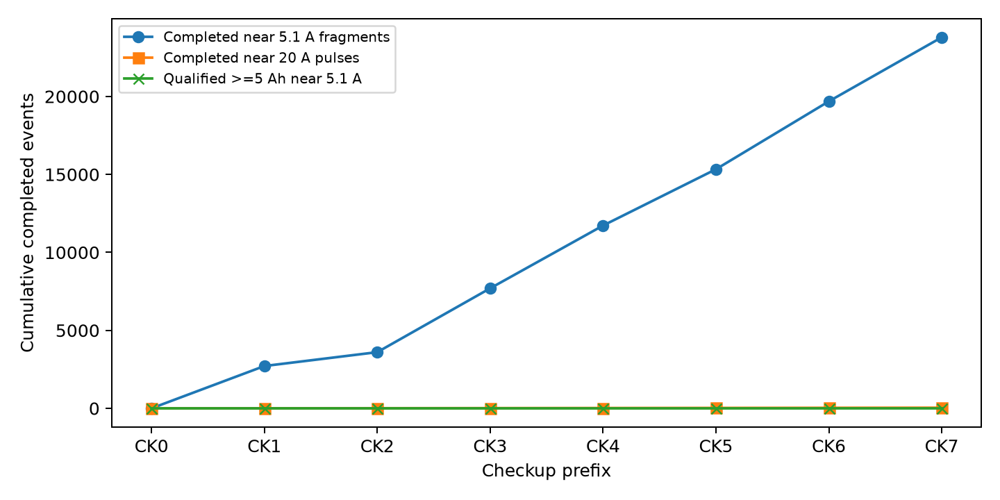 Completed near 5.1 A fragments
Completed near 20 A pulses
Qualified >=5 Ah near 5.1 A
Cumulative completed events
20000
15000
10000
5000
0
CK0 CK1 CK2 CK3 CK4 CK5 CK6 CK7
Checkup prefix